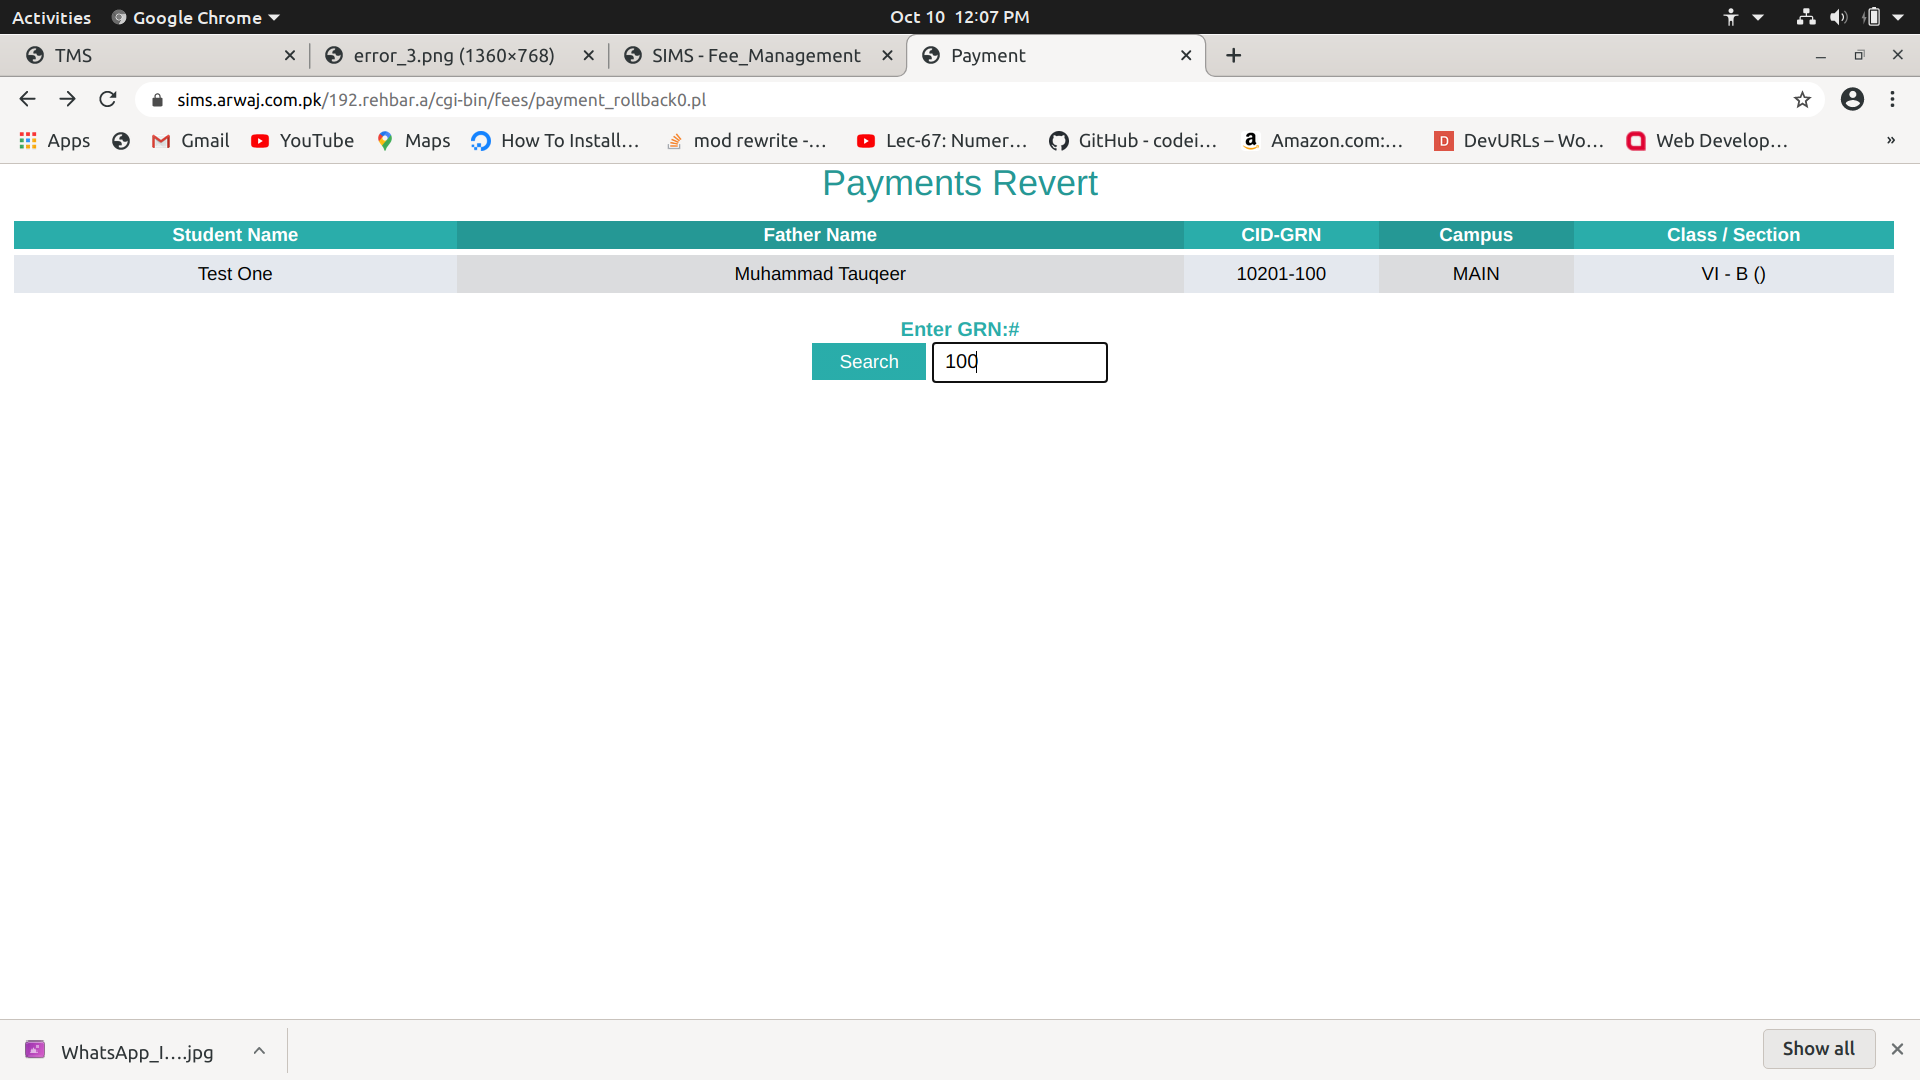 Activities Google Chrome Oct 10 12:07 PM
TMS error_3.png (1360×768) SIMS - Fee_Management Payment
sims.arwaj.com.pk/192.rehbar.a/cgi-bin/fees/payment_rollback0.pl
Apps Gmail YouTube Maps How To Install… mod rewrite -… Lec-67: Numer… GitHub - codei… Amazon.com:… DevURLs – Wo… Web Develop… »
Payments Revert
Student Name Father Name CID-GRN Campus Class / Section
Test One Muhammad Tauqeer 10201-100 MAIN VI - B ()
Enter GRN:#
Search 100
WhatsApp_I….jpg Show all